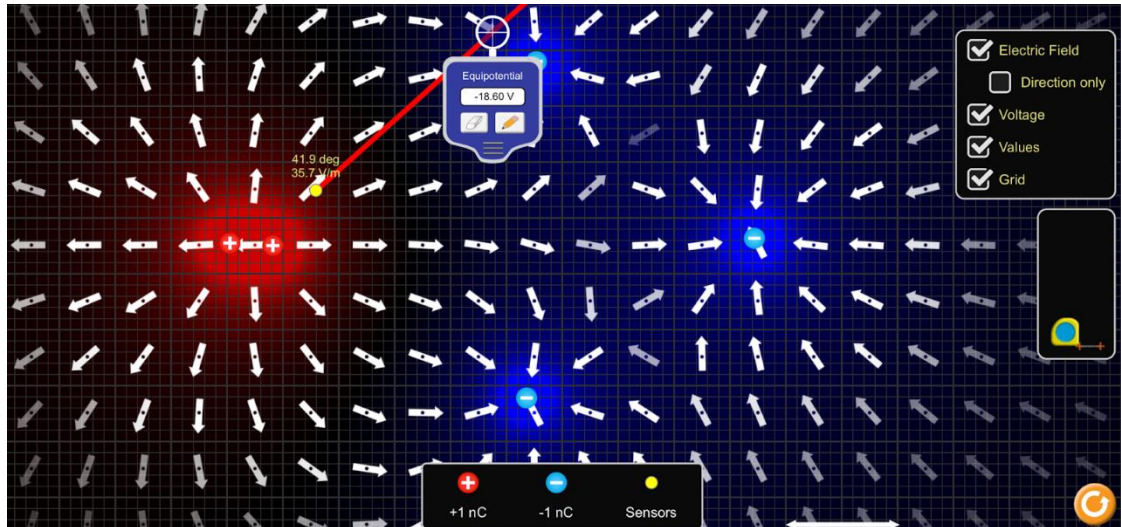 Electric Field
Direction only
Voltage
Values
Grid
Equipotential
-18.60 V
41.9 deg
35.7 V/m
+1 nC
-1 nC
Sensors